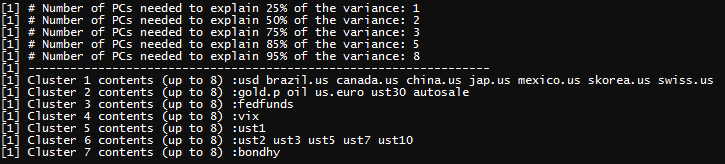 [1] # Number of PCs needed to explain 25% of the variance: 1
[1] # Number of PCs needed to explain 50% of the variance: 2
[1] # Number of PCs needed to explain 75% of the variance: 3
[1] # Number of PCs needed to explain 85% of the variance: 5
[1] # Number of PCs needed to explain 95% of the variance: 8
[1] ----------------------------------------------------------------
[1] Cluster 1 contents (up to 8) :usd brazil.us canada.us china.us jap.us mexico.us skorea.us swiss.us
[1] Cluster 2 contents (up to 8) :gold.p oil us.euro ust30 autosale
[1] Cluster 3 contents (up to 8) :fedfunds
[1] Cluster 4 contents (up to 8) :vix
[1] Cluster 5 contents (up to 8) :ust1
[1] Cluster 6 contents (up to 8) :ust2 ust3 ust5 ust7 ust10
[1] Cluster 7 contents (up to 8) :bondhy